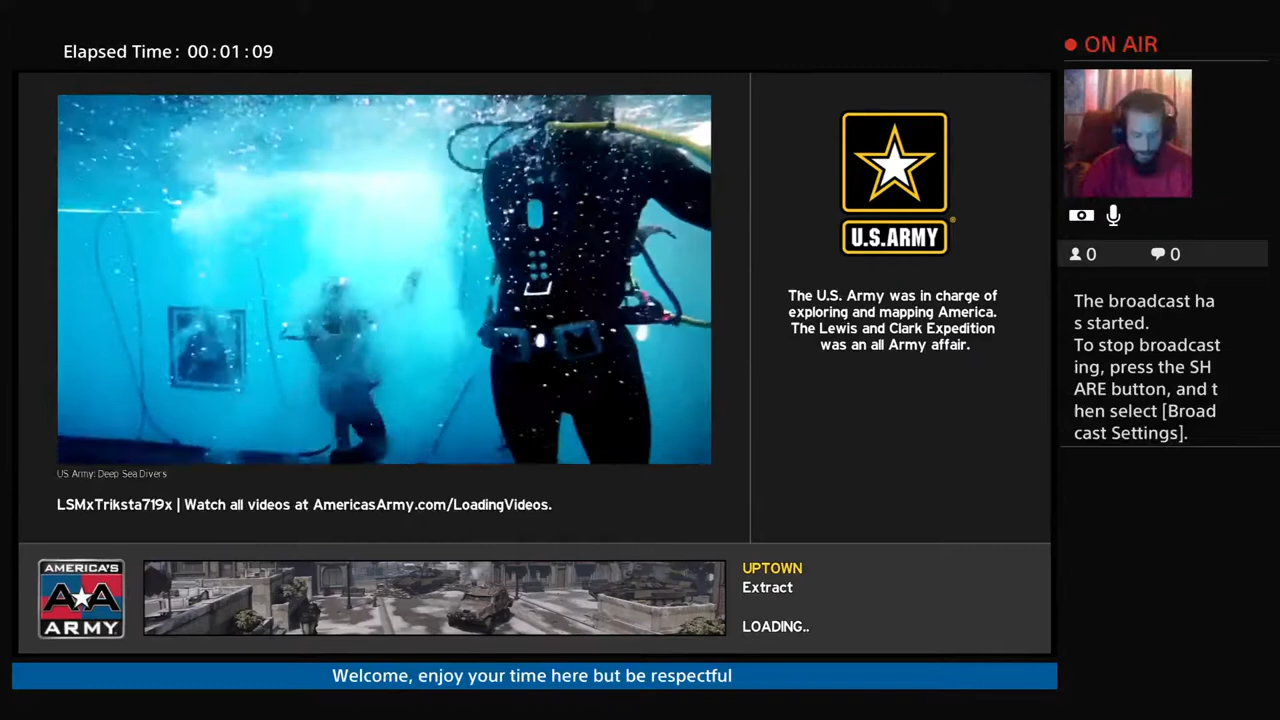 Elapsed Time: 00:01:09
ON AIR
U.S.ARMY
The U.S. Army was in charge of
exploring and mapping America.
The Lewis and Clark Expedition
was an all Army affair.
0
0
The broadcast ha
s started.
To stop broadcast
ing, press the SH
ARE button, and t
hen select [Broad
cast Settings].
US Army: Deep Sea Divers
LSMxTriksta719x | Watch all videos at AmericasArmy.com/LoadingVideos.
AMERICA'S
AA
ARMY
UPTOWN
Extract
LOADING..
Welcome, enjoy your time here but be respectful